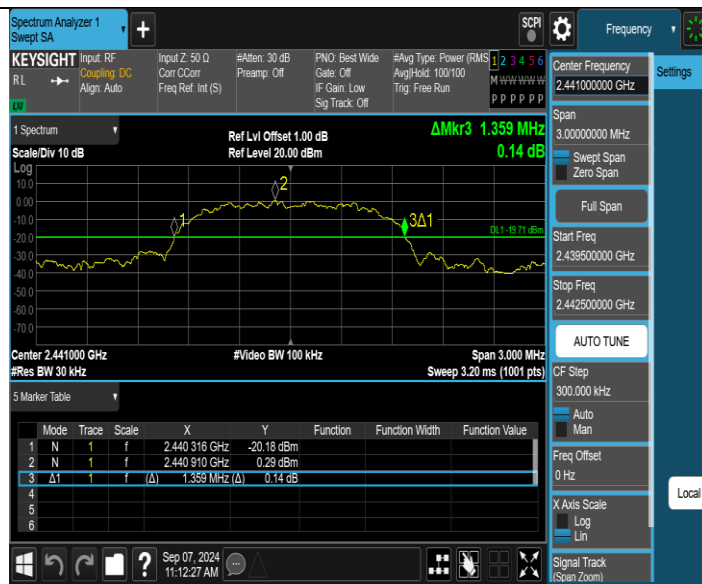 Spectrum Analyzer 1
Swept SA
SCPI
Frequency
KEYSIGHT
RL
LXI
Input: RF
Coupling: DC
Align: Auto
Input Z: 50 Ω
Corr CCorr
Freq Ref: Int (S)
#Atten: 30 dB
Preamp: Off
PNO: Best Wide
Gate: Off
IF Gain: Low
Sig Track: Off
#Avg Type: Power (RMS
Avg|Hold: 100/100
Trig: Free Run
1 2 3 4 5 6
M W W W W W
P P P P P P
1 Spectrum
Scale/Div 10 dB
Ref Lvl Offset 1.00 dB
Ref Level 20.00 dBm
ΔMkr3 1.359 MHz
0.14 dB
Log
10.0
0.00
-10.0
-20.0
-30.0
-40.0
-50.0
-60.0
-70.0
1
2
3Δ1
DL1 -19.71 dBm
Center 2.441000 GHz
#Res BW 30 kHz
#Video BW 100 kHz
Span 3.000 MHz
Sweep 3.20 ms (1001 pts)
5 Marker Table
Mode Trace Scale X Y Function Function Width Function Value
1 N 1 f 2.440 316 GHz -20.18 dBm
2 N 1 f 2.440 910 GHz 0.29 dBm
3 Δ1 1 f (Δ) 1.359 MHz (Δ) 0.14 dB
4
5
6
Sep 07, 2024
11:12:27 AM
Center Frequency
2.441000000 GHz
Settings
Span
3.00000000 MHz
Swept Span
Zero Span
Full Span
Start Freq
2.439500000 GHz
Stop Freq
2.442500000 GHz
AUTO TUNE
CF Step
300.000 kHz
Auto
Man
Freq Offset
0 Hz
Local
X Axis Scale
Log
Lin
Signal Track
(Span Zoom)